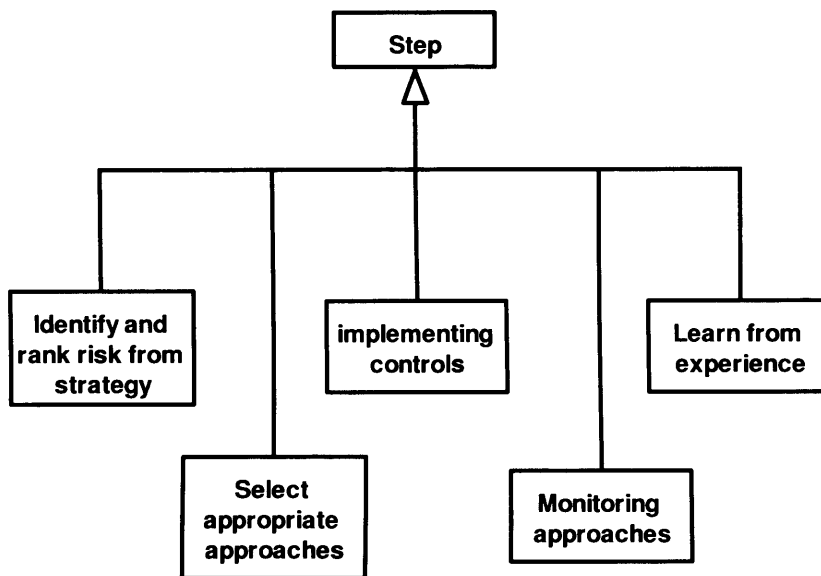 Step
Identify and
rank risk from
strategy
implementing
controls
Learn from
experience
Select
appropriate
approaches
Monitoring
approaches